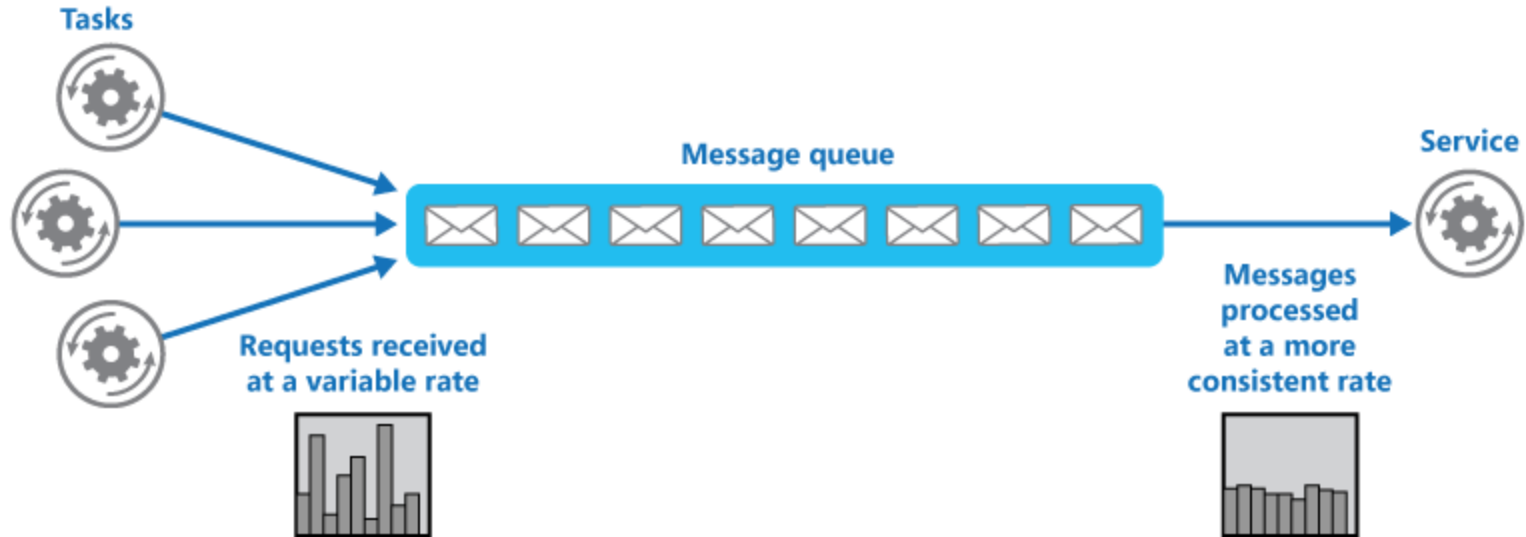 Tasks
Message queue
Service
Requests received
at a variable rate
Messages
processed
at a more
consistent rate